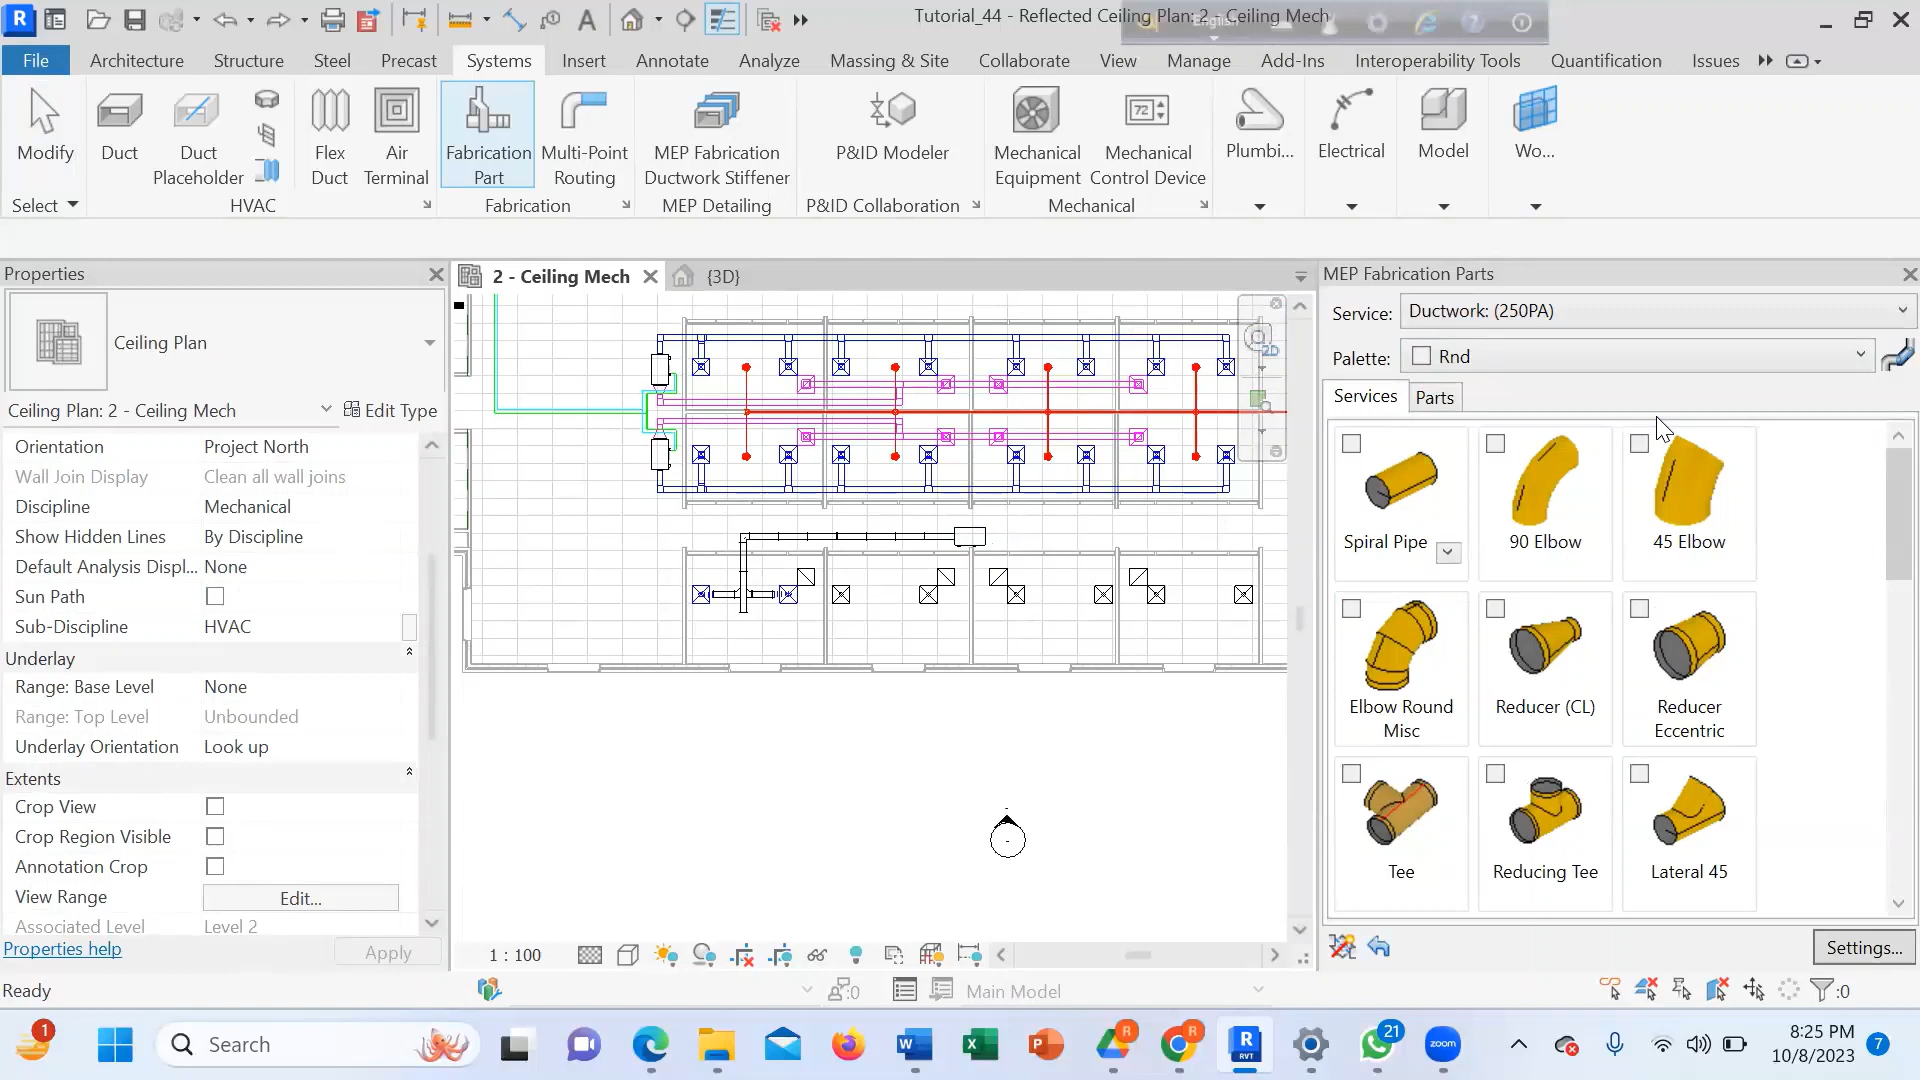 Tutorial_44 - Reflected Ceiling Plan: 2 - Ceiling Mech
English
File Architecture Structure Steel Precast Systems Insert Annotate Analyze Massing & Site Collaborate View Manage Add-Ins Interoperability Tools Quantification Issues
Modify
Duct
Duct Placeholder
Flex Duct
Air Terminal
Fabrication Part
Multi-Point Routing
MEP Fabrication Ductwork Stiffener
P&ID Modeler
Mechanical Equipment
Mechanical Control Device
Plumbi...
Electrical
Model
Wo...
72
Select HVAC Fabrication MEP Detailing P&ID Collaboration Mechanical
Properties
Ceiling Plan
Ceiling Plan: 2 - Ceiling Mech Edit Type
Orientation Project North
Wall Join Display Clean all wall joins
Discipline Mechanical
Show Hidden Lines By Discipline
Default Analysis Displ... None
Sun Path
Sub-Discipline HVAC
Underlay
Range: Base Level None
Range: Top Level Unbounded
Underlay Orientation Look up
Extents
Crop View
Crop Region Visible
Annotation Crop
View Range Edit...
Associated Level Level 2
Properties help Apply
2 - Ceiling Mech {3D}
2D
1 : 100
MEP Fabrication Parts
Service: Ductwork: (250PA)
Palette: Rnd
Services Parts
Spiral Pipe 90 Elbow 45 Elbow
Elbow Round Misc
Reducer (CL)
Reducer Eccentric
Tee Reducing Tee Lateral 45
Settings...
Ready :0 Main Model :0
1 Search R R RVT 21 zoom
8:25 PM
10/8/2023 7